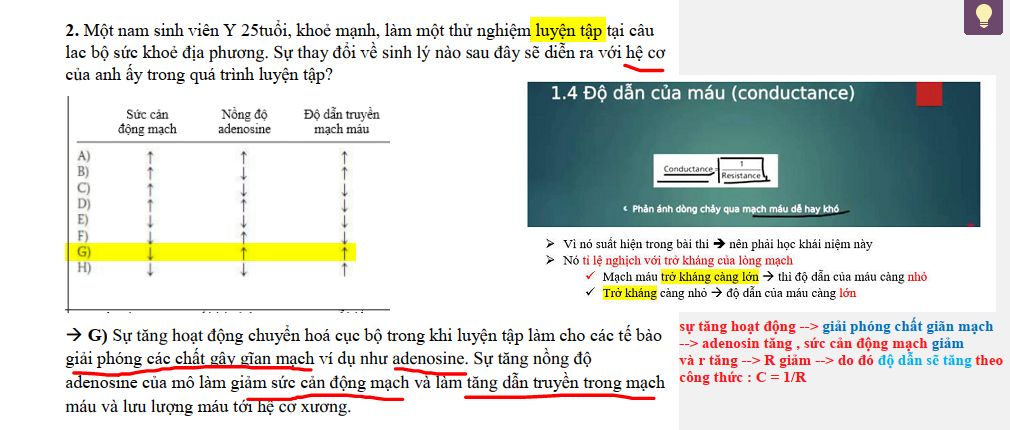 2. Một nam sinh viên Y 25tuổi, khoẻ mạnh, làm một thử nghiệm luyện tập tại câu
lac bộ sức khoẻ địa phương. Sự thay đổi về sinh lý nào sau đây sẽ diễn ra với hệ cơ
của anh ấy trong quá trình luyện tập?
Sức cản động mạch Nồng độ adenosine Độ dẫn truyền mạch máu
A) ↑ ↑ ↑
B) ↑ ↓ ↑
C) ↑ ↓ ↓
D) ↑ ↑ ↓
E) ↓ ↓ ↓
F) ↓ ↑ ↓
G) ↓ ↑ ↑
H) ↓ ↓ ↑
→ G) Sự tăng hoạt động chuyển hoá cục bộ trong khi luyện tập làm cho các tế bào
giải phóng các chất gây gĩan mạch ví dụ như adenosine. Sự tăng nồng độ
adenosine của mô làm giảm sức cản động mạch và làm tăng dẫn truyền trong mạch
máu và lưu lượng máu tới hệ cơ xương.
1.4 Độ dẫn của máu (conductance)
Conductance= 1
Resistance
Phản ánh dòng chảy qua mạch máu dễ hay khó
➢ Vì nó suất hiện trong bài thi ➔ nên phải học khái niệm này
➢ Nó tỉ lệ nghịch với trở kháng của lòng mạch
✓ Mạch máu trở kháng càng lớn → thì độ dẫn của máu càng nhỏ
✓ Trở kháng càng nhỏ → độ dẫn của máu càng lớn
sự tăng hoạt động --> giải phóng chất giãn mạch
--> adenosin tăng , sức cản động mạch giảm
và r tăng --> R giảm --> do đó độ dẫn sẽ tăng theo
công thức : C = 1/R